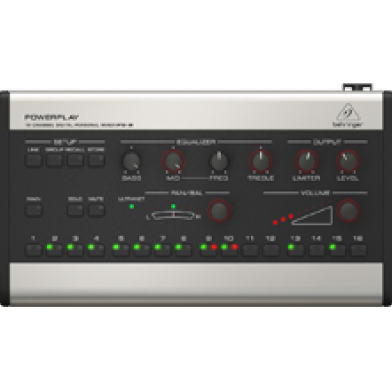 POWERPLAY
16 CHANNEL DIGITAL PERSONAL MIXER P16-M
behringer
SETUP
EQUALIZER
OUTPUT
LINK GROUP RECALL STORE
BASS MID FREQ TREBLE LIMITER LEVEL
MAIN SOLO MUTE ULTRANET PAN/BAL VOLUME
L R
1 2 3 4 5 6 7 8 9 10 11 12 13 14 15 16